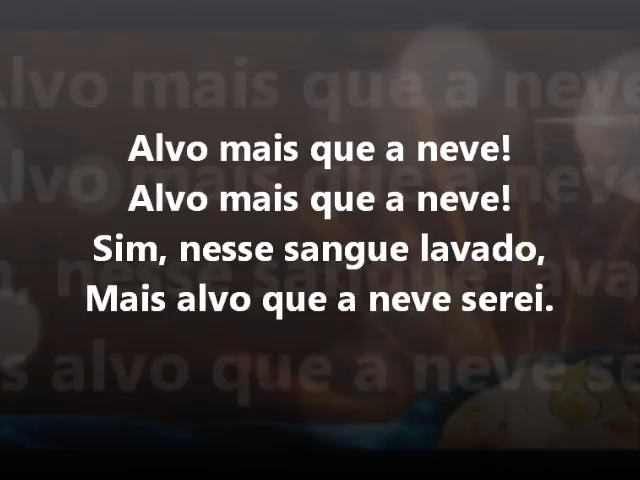 Alvo mais que a neve!
Alvo mais que a neve!
Sim, nesse sangue lavado,
Mais alvo que a neve serei.